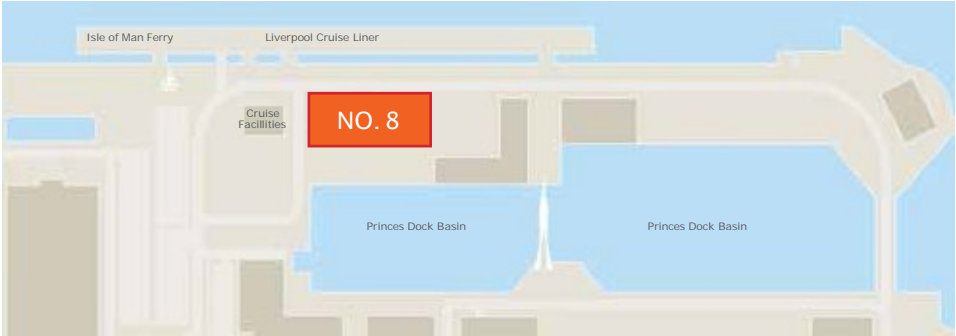 Isle of Man Ferry
Liverpool Cruise Liner
Cruise
Facillities
NO. 8
Princes Dock Basin
Princes Dock Basin